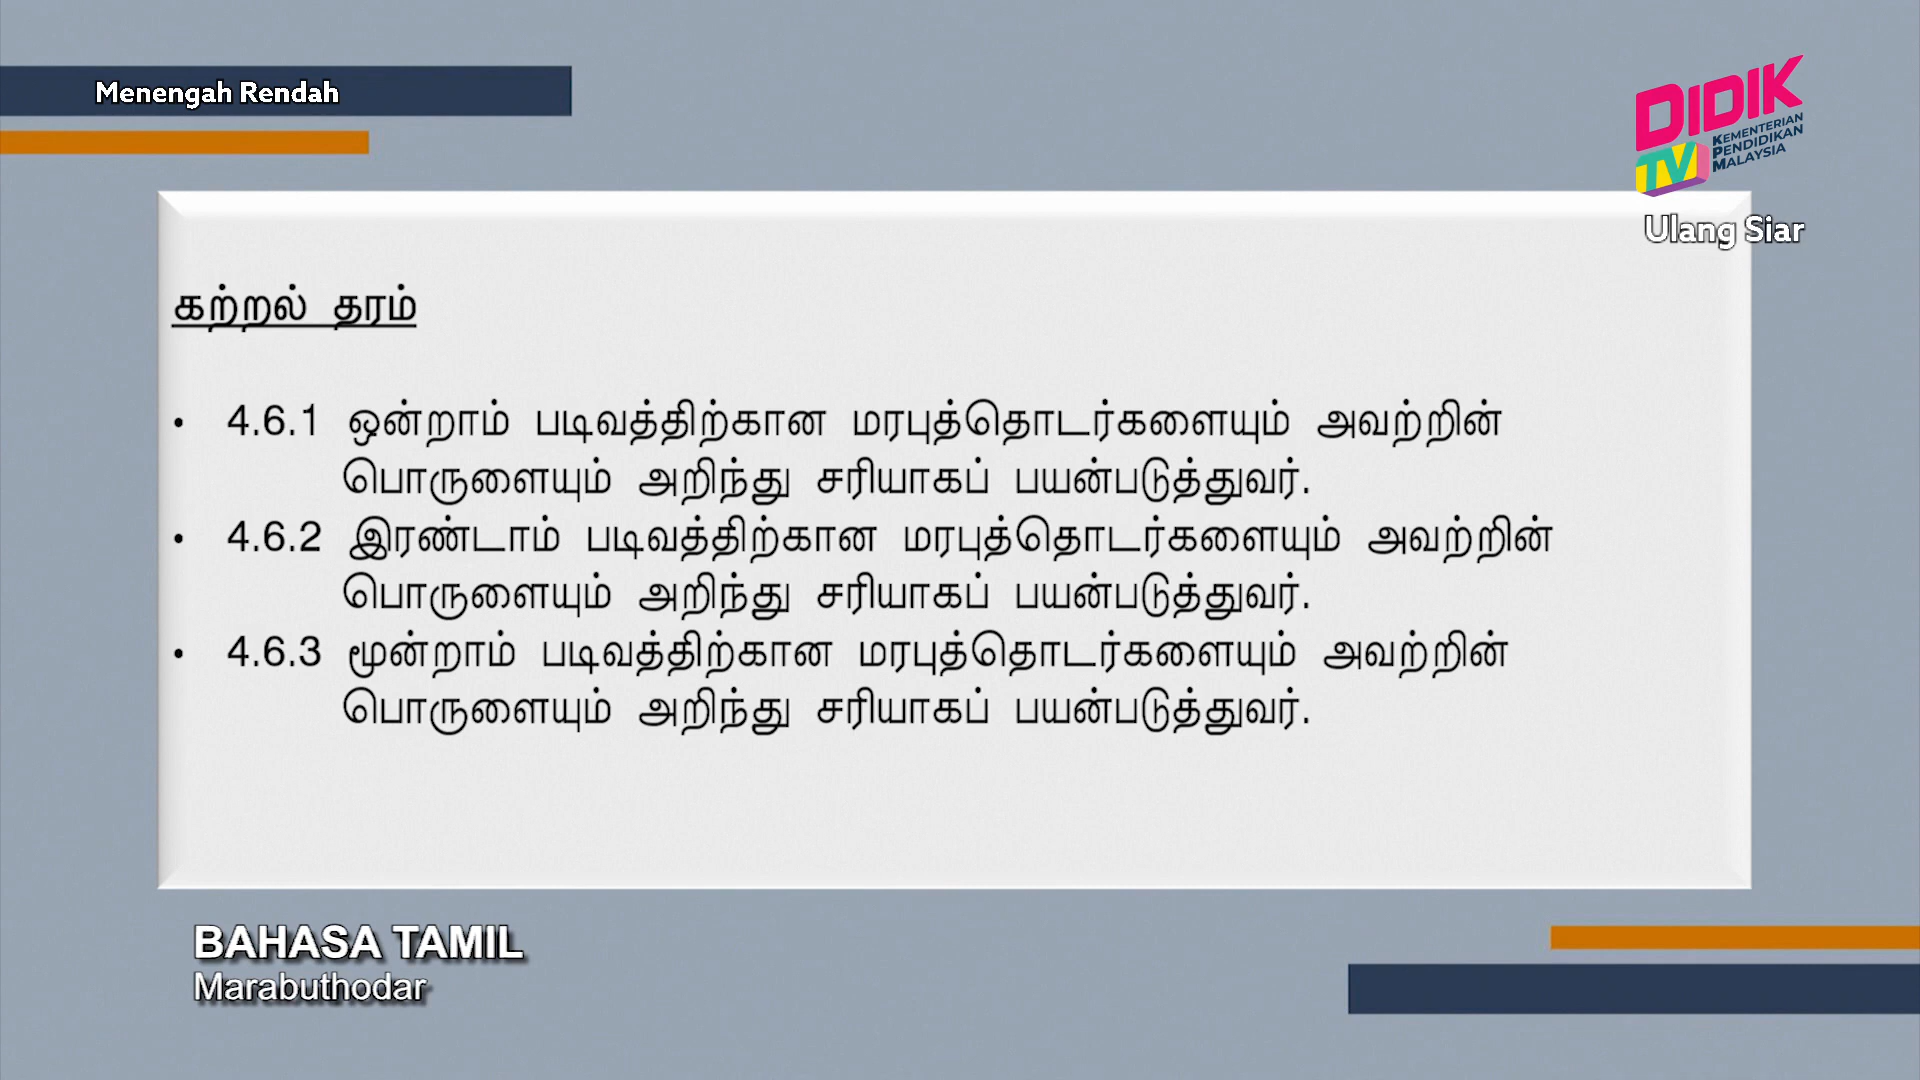 Menengah Rendah
DIDIK
TV
KEMENTERIAN
PENDIDIKAN
MALAYSIA
Ulang Siar
கற்றல் தரம்
• 4.6.1 ஒன்றாம் படிவத்திற்கான மரபுத்தொடர்களையும் அவற்றின்
பொருளையும் அறிந்து சரியாகப் பயன்படுத்துவர்.
• 4.6.2 இரண்டாம் படிவத்திற்கான மரபுத்தொடர்களையும் அவற்றின்
பொருளையும் அறிந்து சரியாகப் பயன்படுத்துவர்.
• 4.6.3 மூன்றாம் படிவத்திற்கான மரபுத்தொடர்களையும் அவற்றின்
பொருளையும் அறிந்து சரியாகப் பயன்படுத்துவர்.
BAHASA TAMIL
Marabuthodar